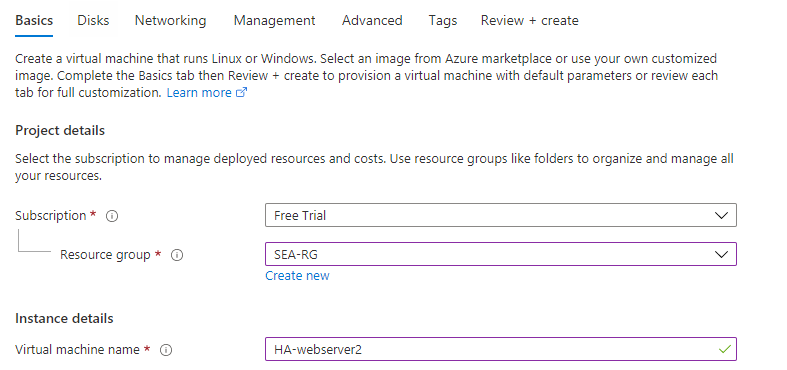 Basics Disks Networking Management Advanced Tags Review + create
Create a virtual machine that runs Linux or Windows. Select an image from Azure marketplace or use your own customized
image. Complete the Basics tab then Review + create to provision a virtual machine with default parameters or review each
tab for full customization. Learn more
Project details
Select the subscription to manage deployed resources and costs. Use resource groups like folders to organize and manage all
your resources.
Subscription * Free Trial
Resource group * SEA-RG
Create new
Instance details
Virtual machine name * HA-webserver2